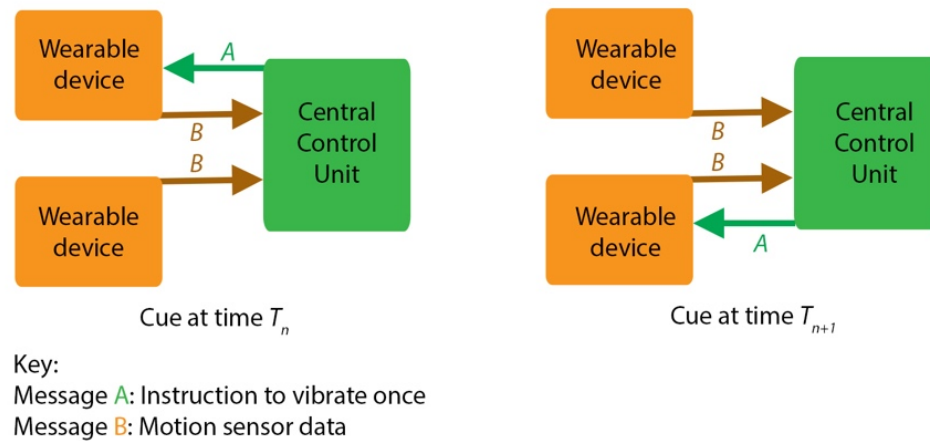 Wearable
device
A
B
B
Central
Control
Unit
Wearable
device
Cue at time Tn
Wearable
device
B
B
A
Central
Control
Unit
Wearable
device
Cue at time Tn+1
Key:
Message A: Instruction to vibrate once
Message B: Motion sensor data